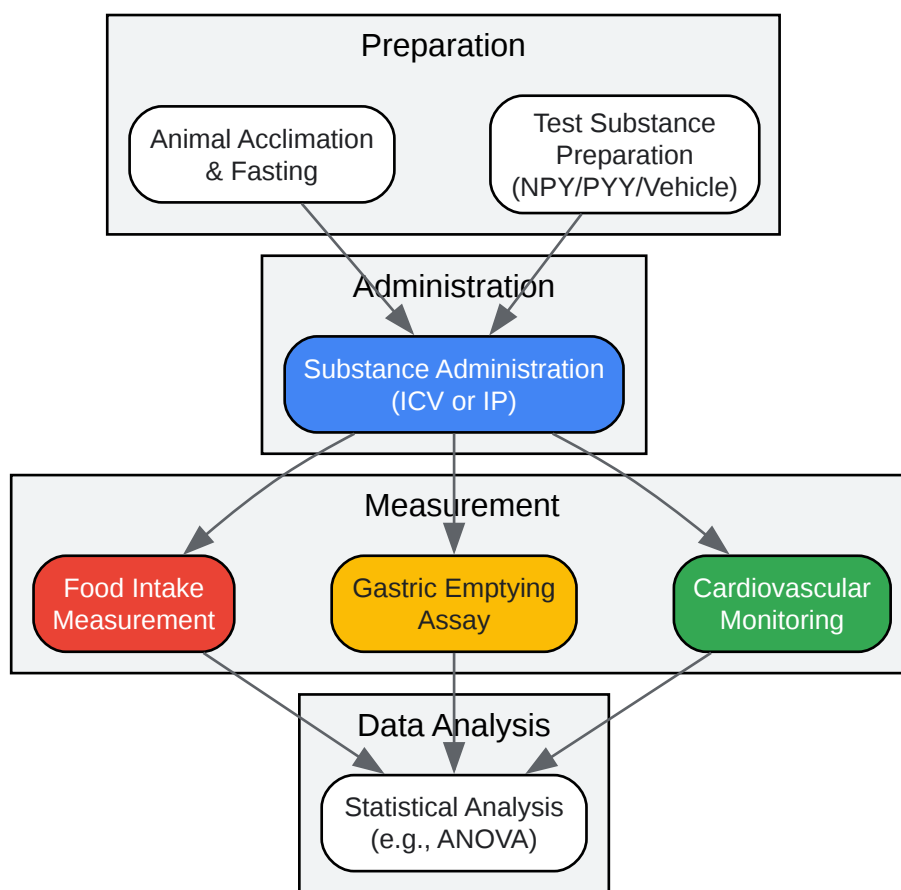 Preparation
Animal Acclimation
& Fasting
Test Substance
Preparation
(NPY/PYY/Vehicle)
Administration
Substance Administration
(ICV or IP)
Measurement
Food Intake
Measurement
Gastric Emptying
Assay
Cardiovascular
Monitoring
Data Analysis
Statistical Analysis
(e.g., ANOVA)